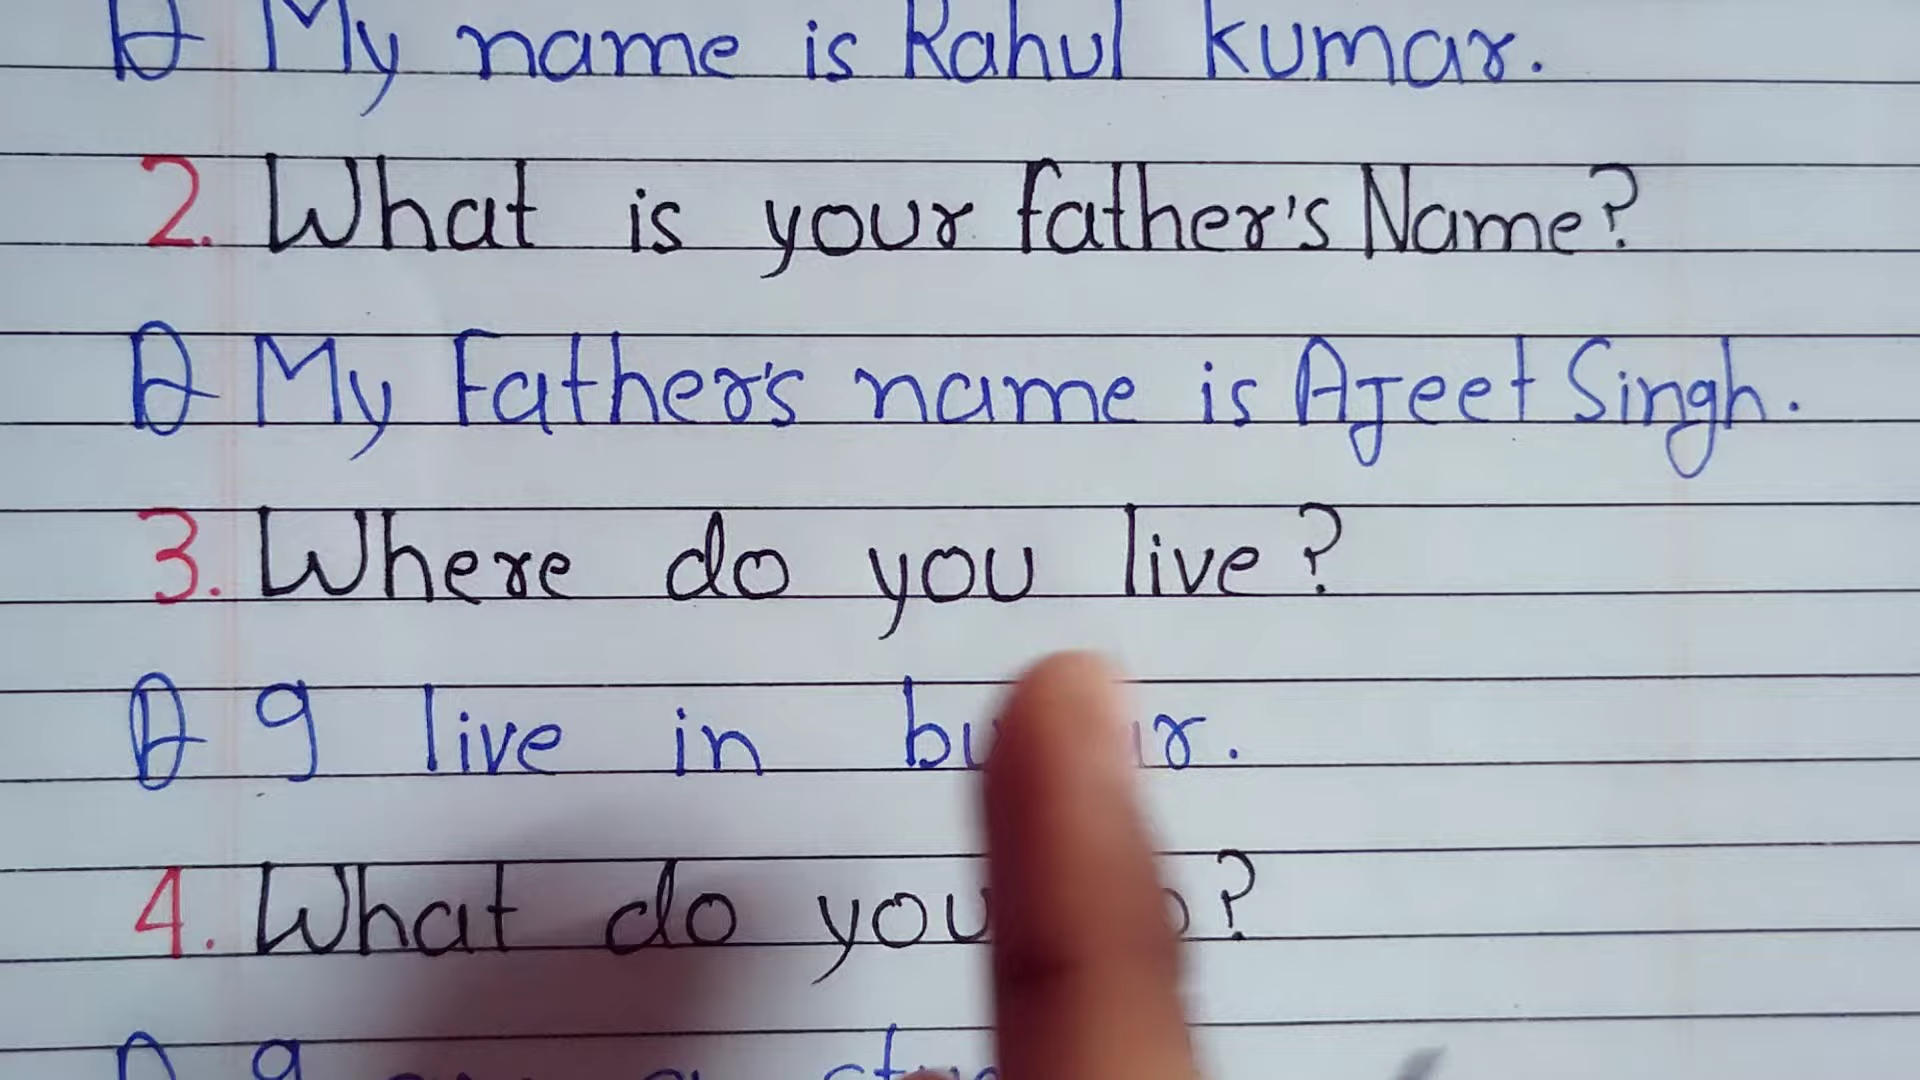 A My name is Rahul kumar.
2. What is your father's Name?
A My Father's name is Ajeet Singh.
3. Where do you live?
A I live in
4. What do you ?
A I